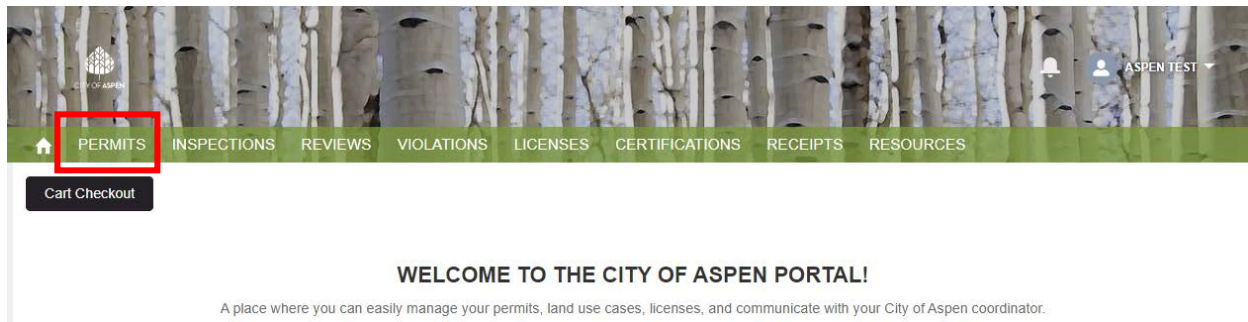 CITY OF ASPEN
ASPEN TEST
PERMITS INSPECTIONS REVIEWS VIOLATIONS LICENSES CERTIFICATIONS RECEIPTS RESOURCES
Cart Checkout
WELCOME TO THE CITY OF ASPEN PORTAL!
A place where you can easily manage your permits, land use cases, licenses, and communicate with your City of Aspen coordinator.